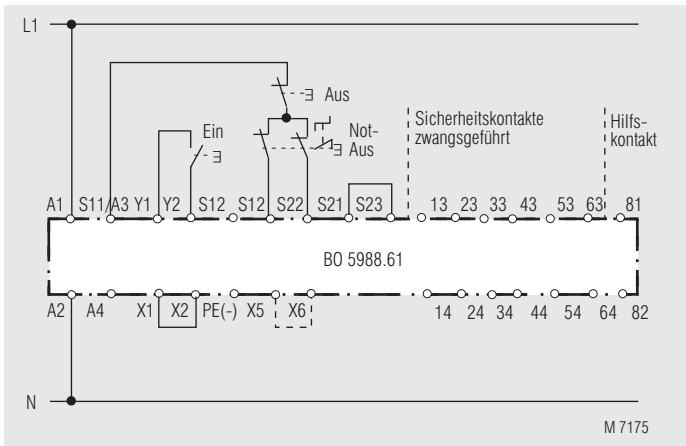 L1
Aus
Ein
Not-
Aus
Sicherheitskontakte
zwangsgeführt
Hilfs-
kontakt
A1 S11/A3 Y1 Y2 S12 S12 S22 S21 S23 13 23 33 43 53 63 81
BO 5988.61
A2 A4 X1 X2 PE(-) X5 X6 14 24 34 44 54 64 82
N
M 7175